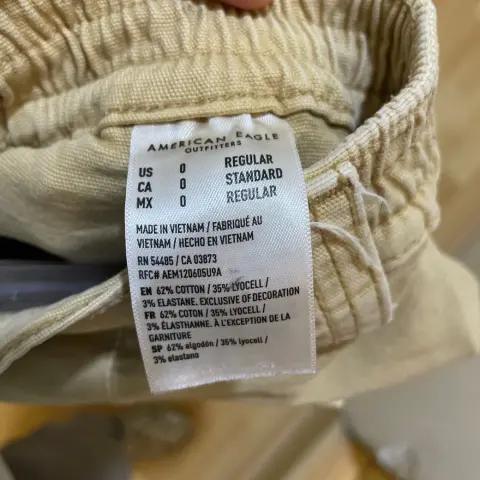 AMERICAN EAGLE
OUTFITTERS
US 0 REGULAR
CA 0 STANDARD
MX 0 REGULAR
MADE IN VIETNAM / FABRIQUÉ AU
VIETNAM / HECHO EN VIETNAM
RN 54485 / CA 03873
RFC# AEM120605U9A
EN 62% COTTON / 35% LYOCELL /
3% ELASTANE. EXCLUSIVE OF DECORATION
FR 62% COTON / 35% LYOCELL /
3% ÉLASTHANNE. À L'EXCEPTION DE LA
GARNITURE
SP 62% algodón / 35% lyocell /
3% elastano